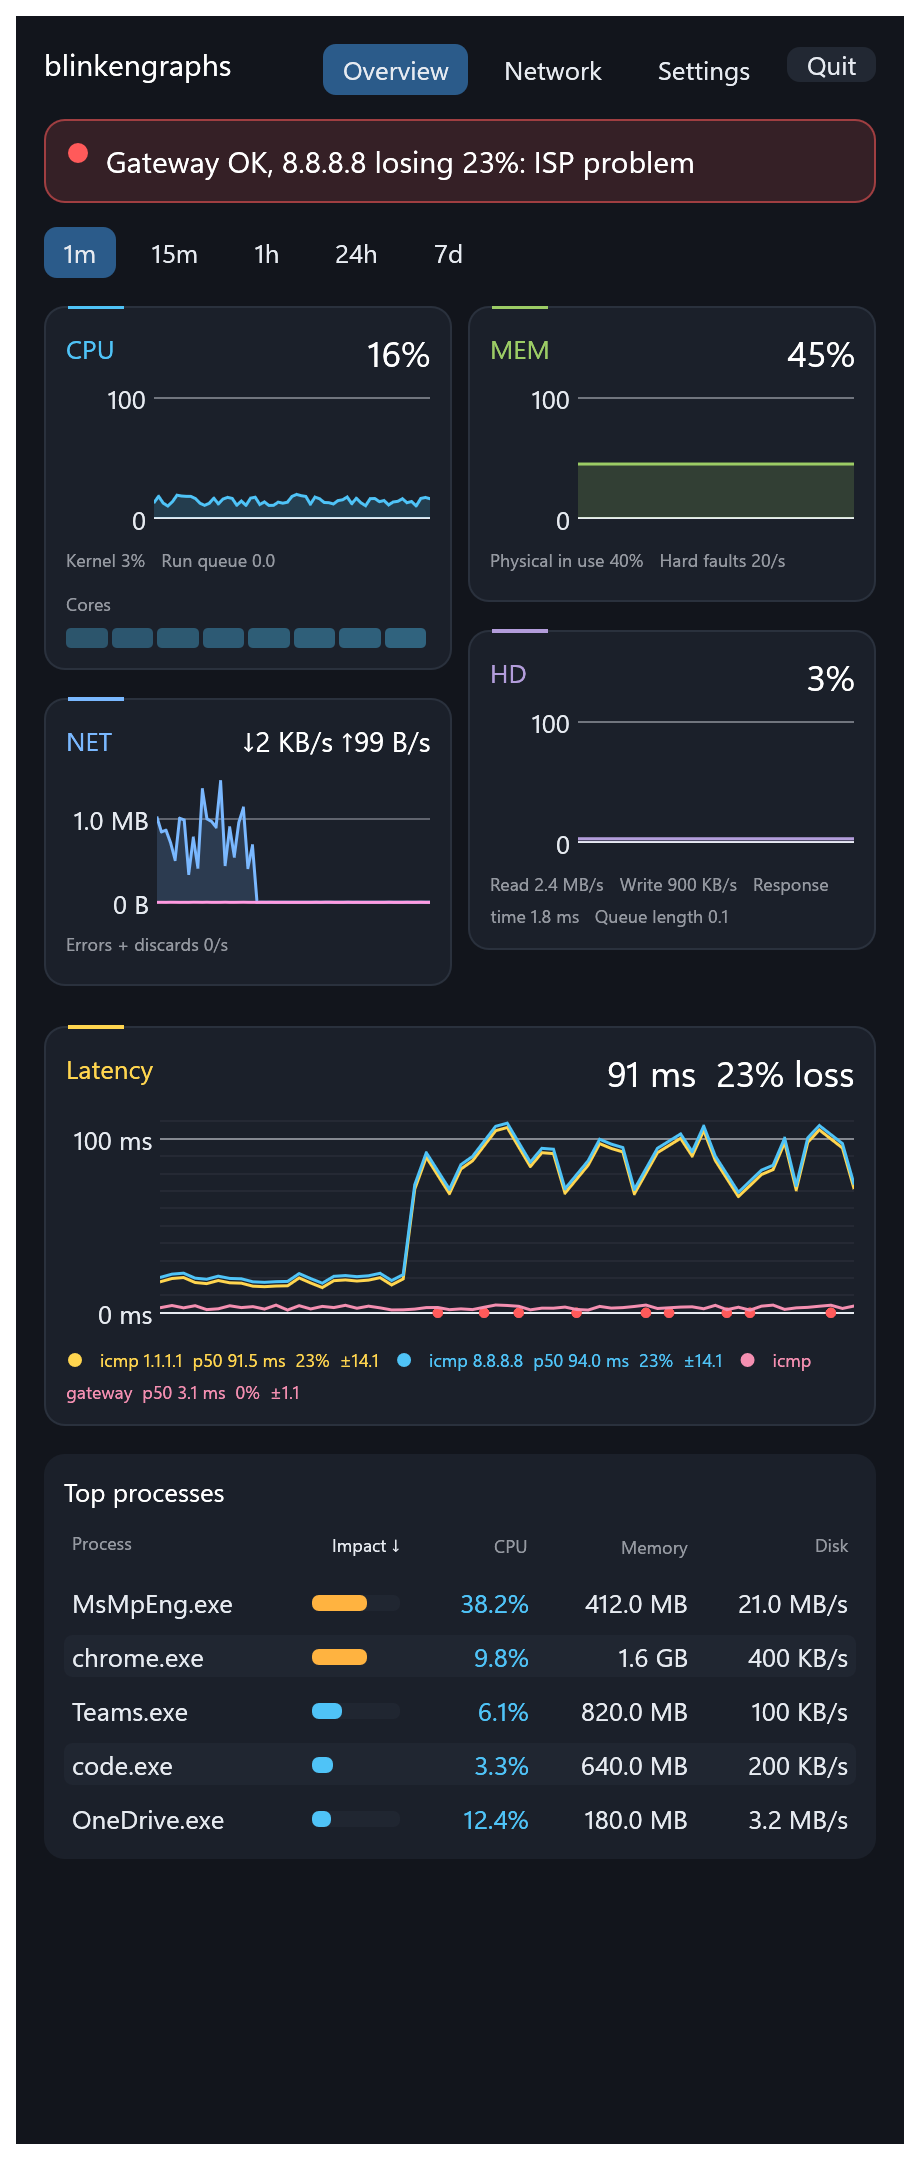 blinkengraphs
Overview Network Settings Quit
Gateway OK, 8.8.8.8 losing 23%: ISP problem
1m 15m 1h 24h 7d
CPU 16%
100
0
Kernel 3% Run queue 0.0
Cores
MEM 45%
100
0
Physical in use 40% Hard faults 20/s
NET ↓2 KB/s ↑99 B/s
1.0 MB
0 B
Errors + discards 0/s
HD 3%
100
0
Read 2.4 MB/s Write 900 KB/s Response
time 1.8 ms Queue length 0.1
Latency 91 ms 23% loss
100 ms
0 ms
icmp 1.1.1.1 p50 91.5 ms 23% ±14.1 icmp 8.8.8.8 p50 94.0 ms 23% ±14.1 icmp
gateway p50 3.1 ms 0% ±1.1
Top processes
Process Impact ↓ CPU Memory Disk
MsMpEng.exe 38.2% 412.0 MB 21.0 MB/s
chrome.exe 9.8% 1.6 GB 400 KB/s
Teams.exe 6.1% 820.0 MB 100 KB/s
code.exe 3.3% 640.0 MB 200 KB/s
OneDrive.exe 12.4% 180.0 MB 3.2 MB/s